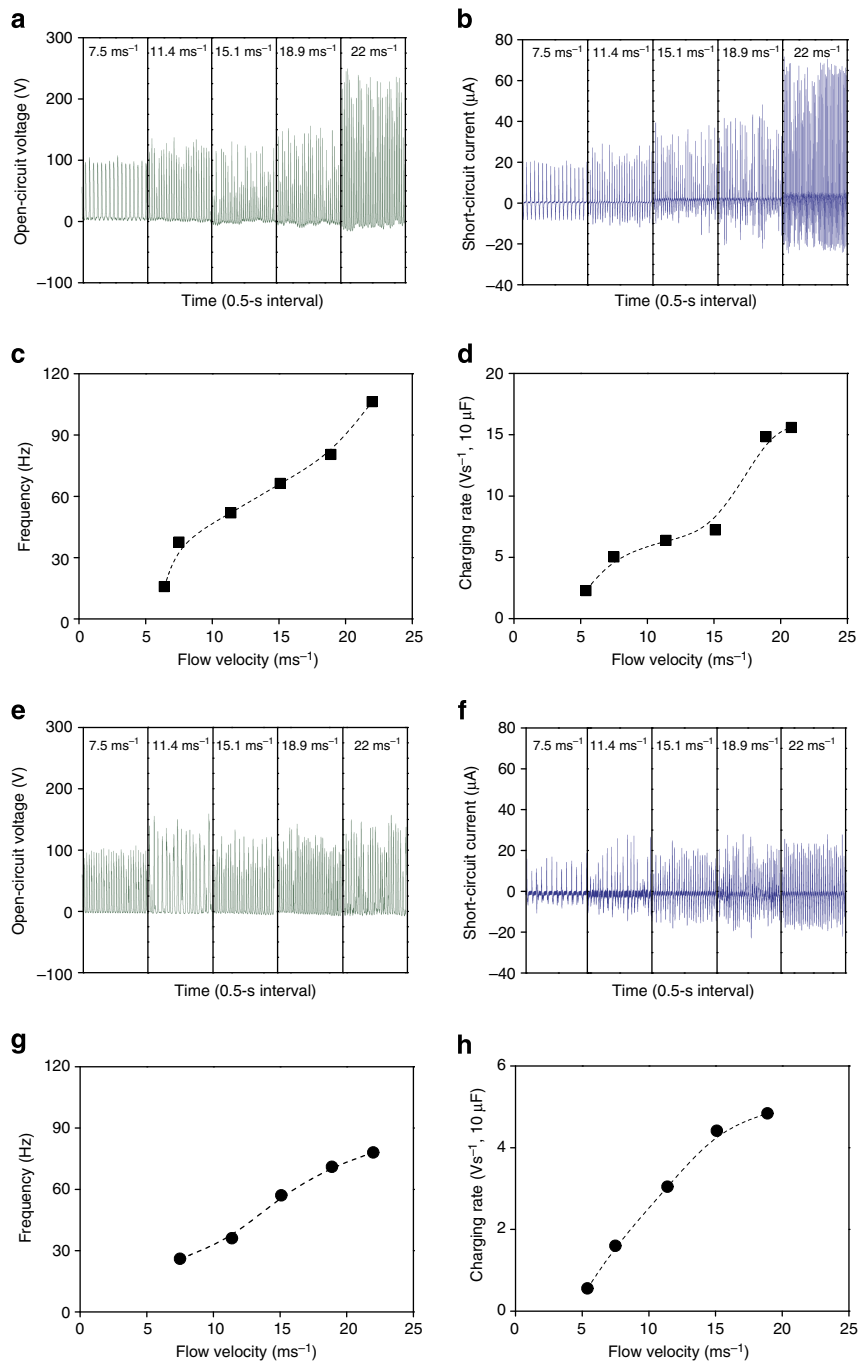 a
300
200
100
0
−100
Open-circuit voltage (V)
7.5 ms⁻¹ 11.4 ms⁻¹ 15.1 ms⁻¹ 18.9 ms⁻¹ 22 ms⁻¹
Time (0.5-s interval)
b
80
60
40
20
0
−20
−40
Short-circuit current (μA)
7.5 ms⁻¹ 11.4 ms⁻¹ 15.1 ms⁻¹ 18.9 ms⁻¹ 22 ms⁻¹
Time (0.5-s interval)
c
120
90
60
30
0
Frequency (Hz)
0 5 10 15 20 25
Flow velocity (ms⁻¹)
d
20
15
10
5
0
Charging rate (Vs⁻¹, 10 μF)
0 5 10 15 20 25
Flow velocity (ms⁻¹)
e
300
200
100
0
−100
Open-circuit voltage (V)
7.5 ms⁻¹ 11.4 ms⁻¹ 15.1 ms⁻¹ 18.9 ms⁻¹ 22 ms⁻¹
Time (0.5-s interval)
f
80
60
40
20
0
−20
−40
Short-circuit current (μA)
7.5 ms⁻¹ 11.4 ms⁻¹ 15.1 ms⁻¹ 18.9 ms⁻¹ 22 ms⁻¹
Time (0.5-s interval)
g
120
90
60
30
0
Frequency (Hz)
0 5 10 15 20 25
Flow velocity (ms⁻¹)
h
6
4
2
0
Charging rate (Vs⁻¹, 10 μF)
0 5 10 15 20 25
Flow velocity (ms⁻¹)